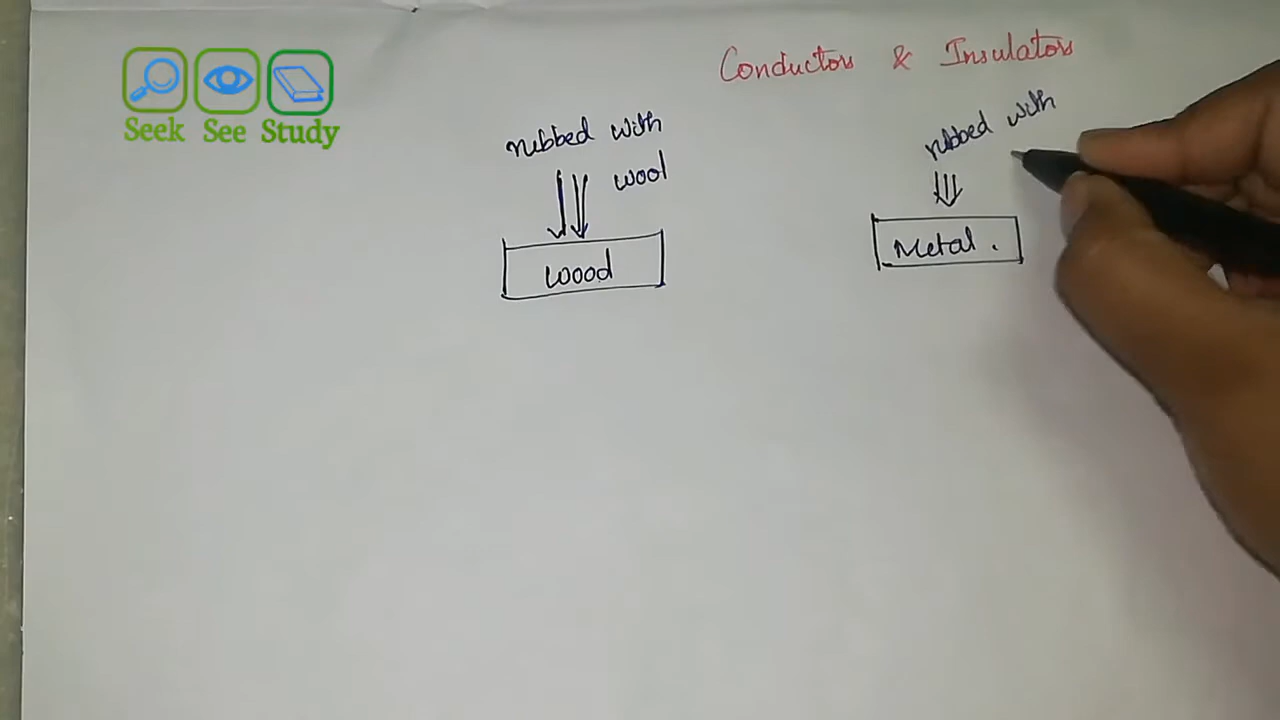 Seek See Study
Conductors & Insulators
rubbed with
wool
wood
rubbed with
Metal.